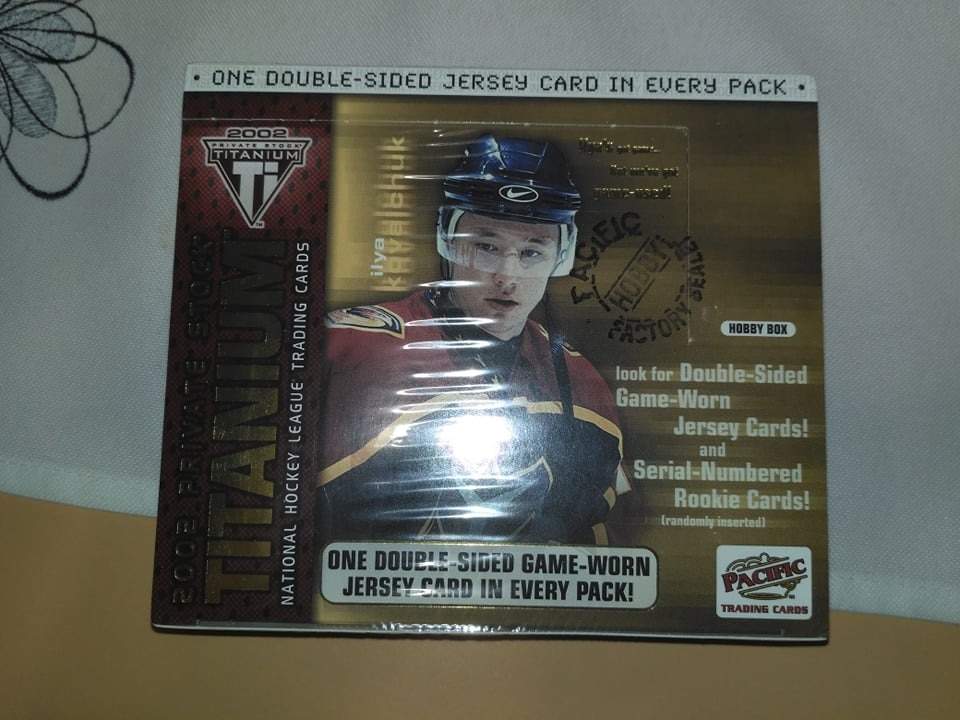 • ONE DOUBLE-SIDED JERSEY CARD IN EVERY PACK •
2002
PRIVATE STOCK
TITANIUM
Ti
2002 PRIVATE STOCK
TITANIUM
NATIONAL HOCKEY LEAGUE TRADING CARDS
ilya
kovalchuk
game-used!
PACIFIC
HOBBY
FACTORY SEALED
HOBBY BOX
look for Double-Sided
Game-Worn
Jersey Cards!
and
Serial-Numbered
Rookie Cards!
(randomly inserted)
ONE DOUBLE-SIDED GAME-WORN
JERSEY CARD IN EVERY PACK!
PACIFIC
TRADING CARDS